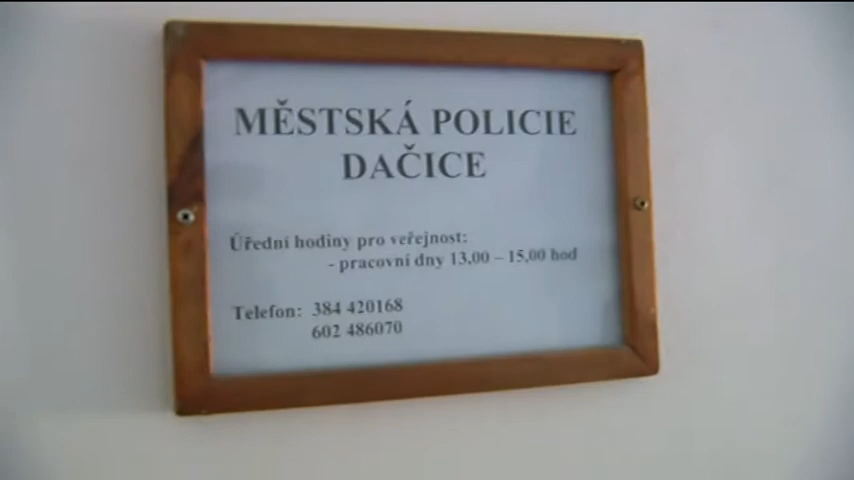 MĚSTSKÁ POLICIE
DAČICE
Úřední hodiny pro veřejnost:
- pracovní dny 13,00 – 15,00 hod
Telefon: 384 420168
602 486070